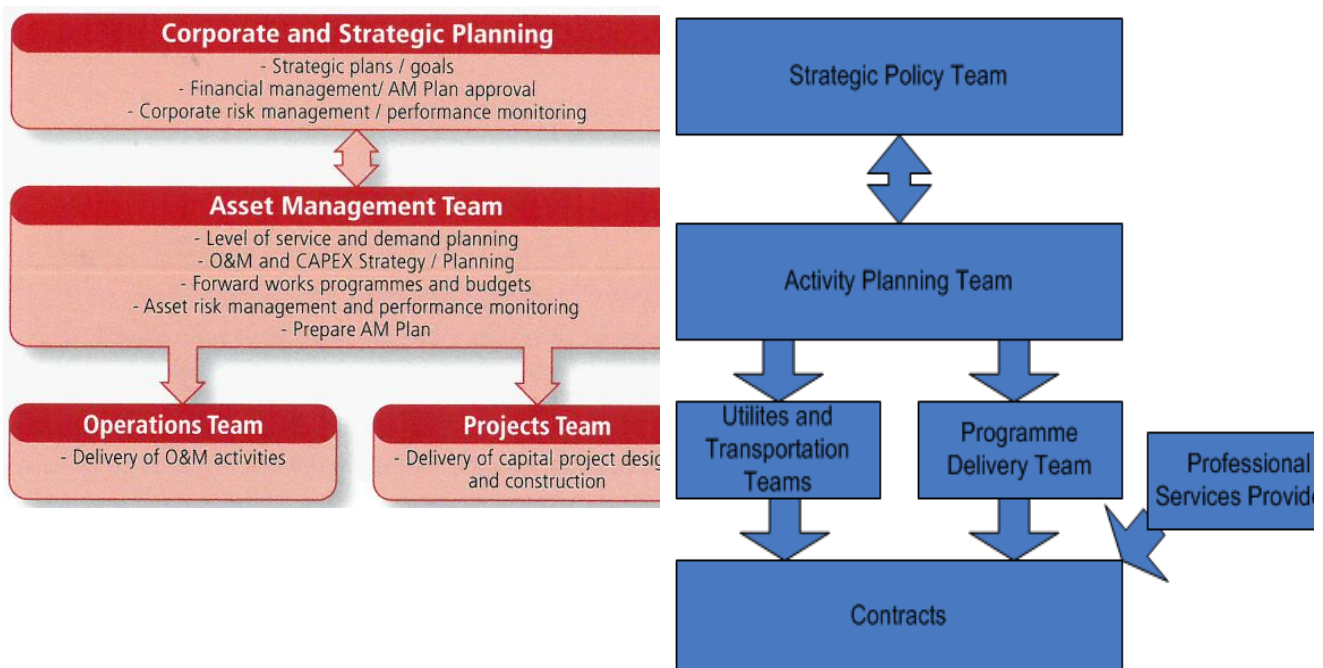 Corporate and Strategic Planning
- Strategic plans / goals
- Financial management/ AM Plan approval
- Corporate risk management / performance monitoring
Asset Management Team
- Level of service and demand planning
- O&M and CAPEX Strategy / Planning
- Forward works programmes and budgets
- Asset risk management and performance monitoring
- Prepare AM Plan
Operations Team
- Delivery of O&M activities
Projects Team
- Delivery of capital project desig
and construction
Strategic Policy Team
Activity Planning Team
Utilites and
Transportation
Teams
Programme
Delivery Team
Professional
Services Provide
Contracts